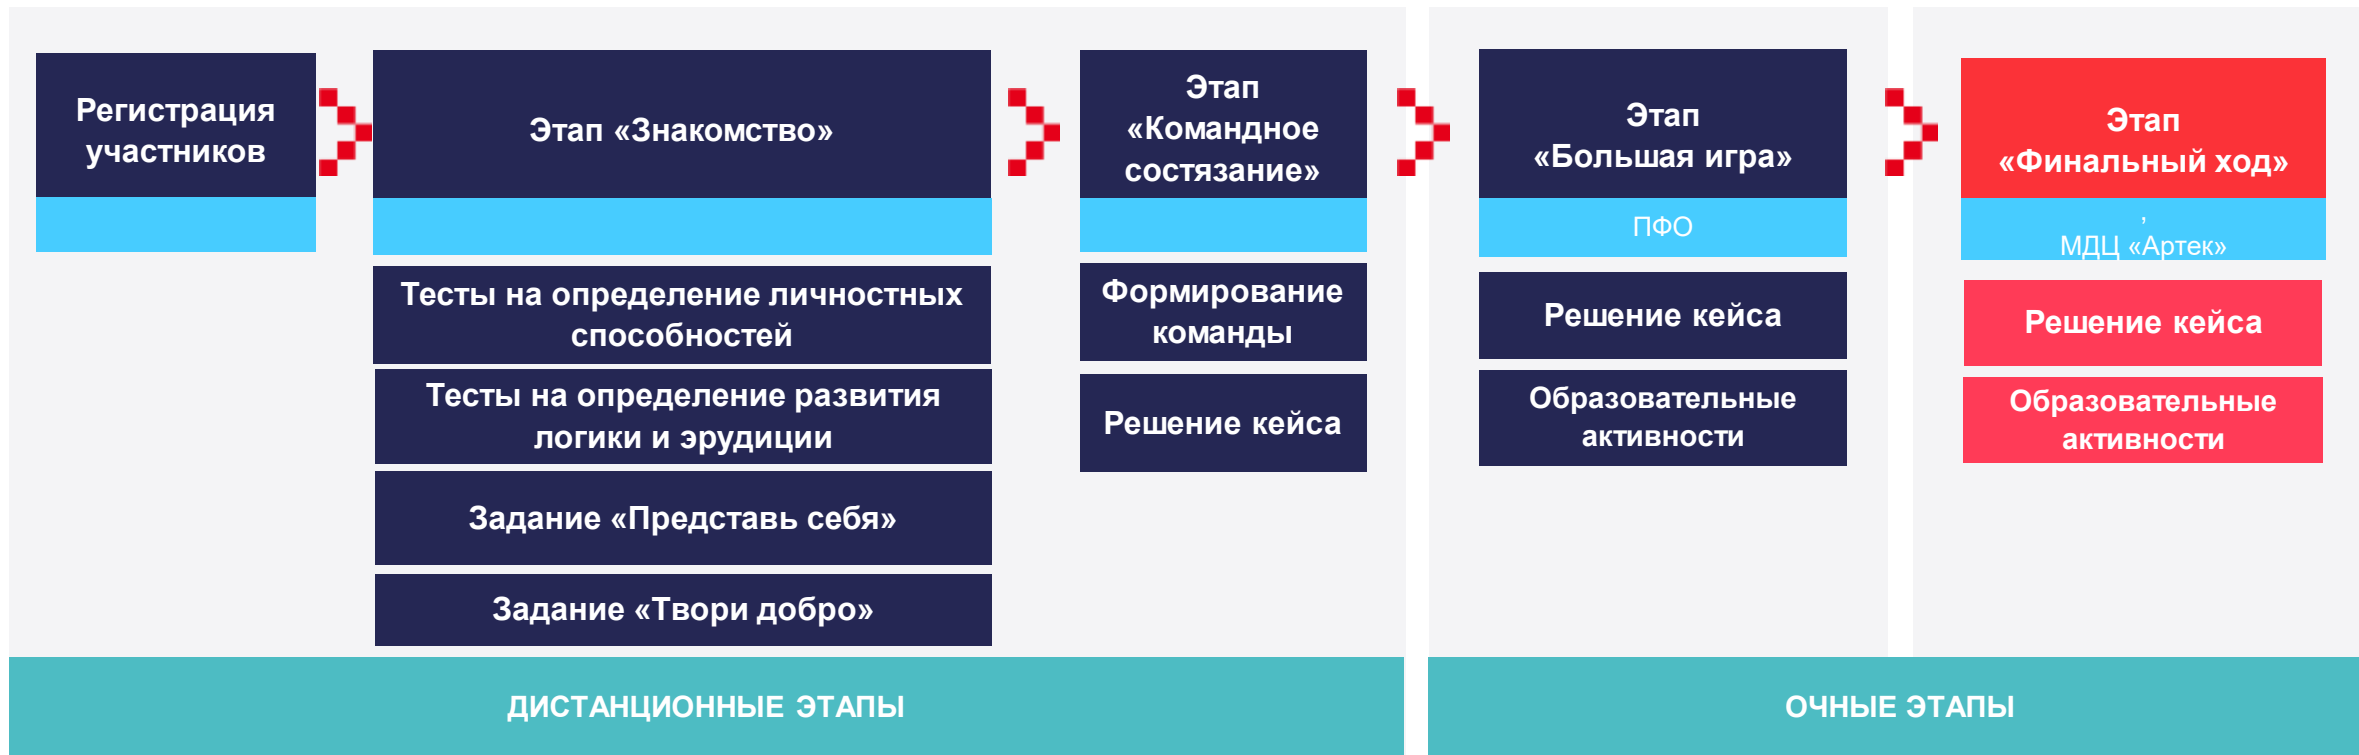 Регистрация
участников
Этап «Знакомство»
Тесты на определение личностных
способностей
Тесты на определение развития
логики и эрудиции
Задание «Представь себя»
Задание «Твори добро»
Этап
«Командное
состязание»
Формирование
команды
Решение кейса
ДИСТАНЦИОННЫЕ ЭТАПЫ
Этап
«Большая игра»
ПФО
Решение кейса
Образовательные
активности
Этап
«Финальный ход»
,
МДЦ «Артек»
Решение кейса
Образовательные
активности
ОЧНЫЕ ЭТАПЫ